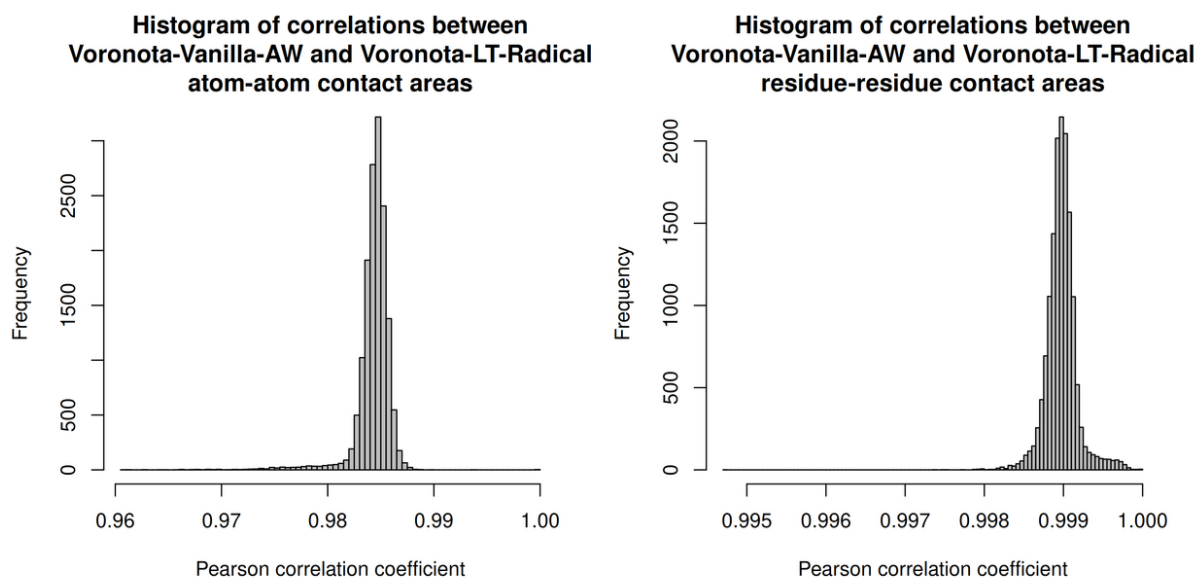 Histogram of correlations between
Voronota-Vanilla-AW and Voronota-LT-Radical
atom-atom contact areas
Frequency
2500
1500
500
0
0.96 0.97 0.98 0.99 1.00
Pearson correlation coefficient
Histogram of correlations between
Voronota-Vanilla-AW and Voronota-LT-Radical
residue-residue contact areas
Frequency
2000
1500
1000
500
0
0.995 0.996 0.997 0.998 0.999 1.000
Pearson correlation coefficient